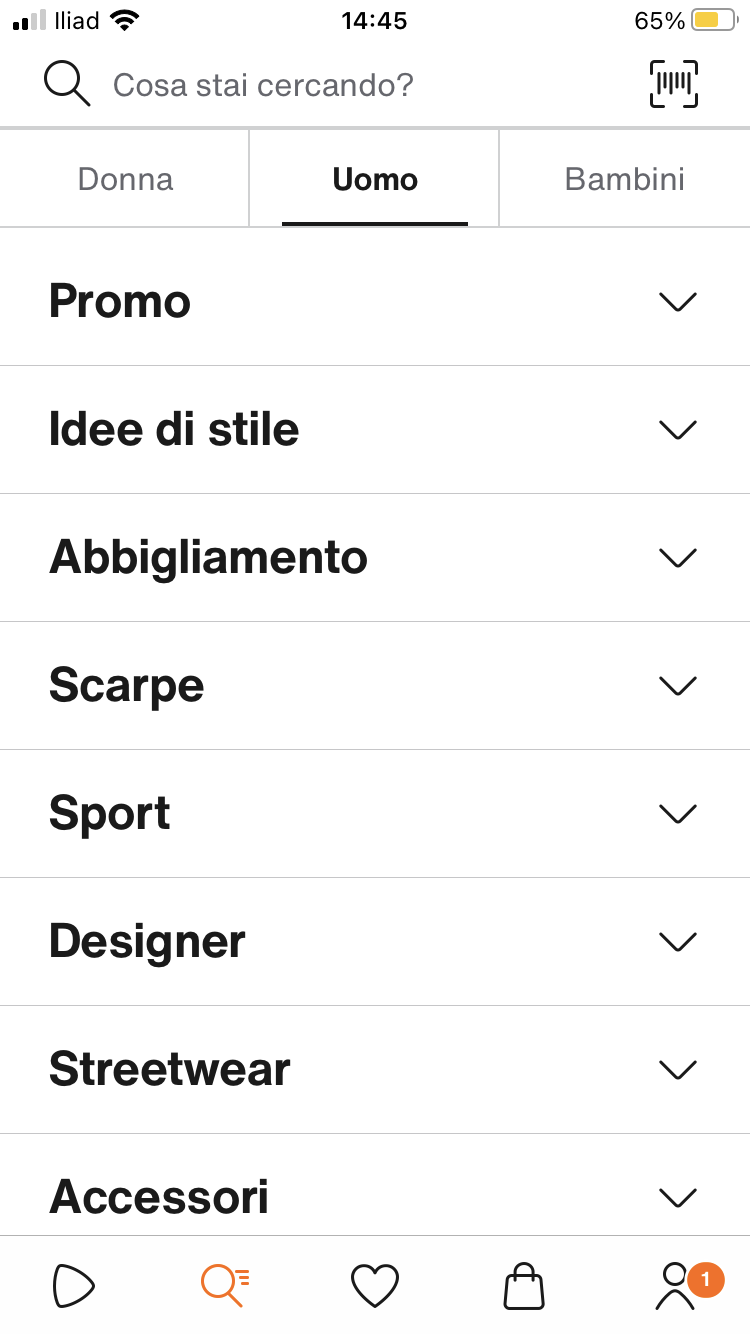 Iliad 14:45 65%
Cosa stai cercando?
Donna Uomo Bambini
Promo
Idee di stile
Abbigliamento
Scarpe
Sport
Designer
Streetwear
Accessori
1